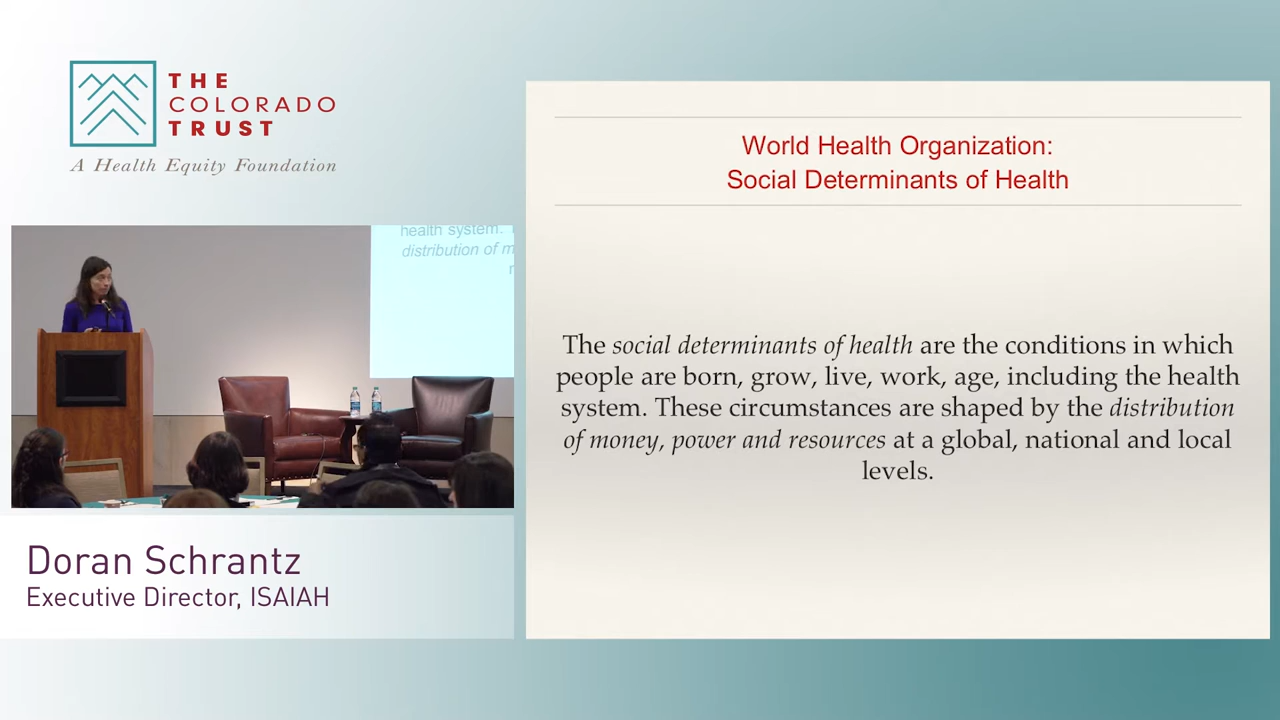 THE
COLORADO
TRUST
A Health Equity Foundation
health system.
distribution of m
Doran Schrantz
Executive Director, ISAIAH
World Health Organization:
Social Determinants of Health
The social determinants of health are the conditions in which
people are born, grow, live, work, age, including the health
system. These circumstances are shaped by the distribution
of money, power and resources at a global, national and local
levels.